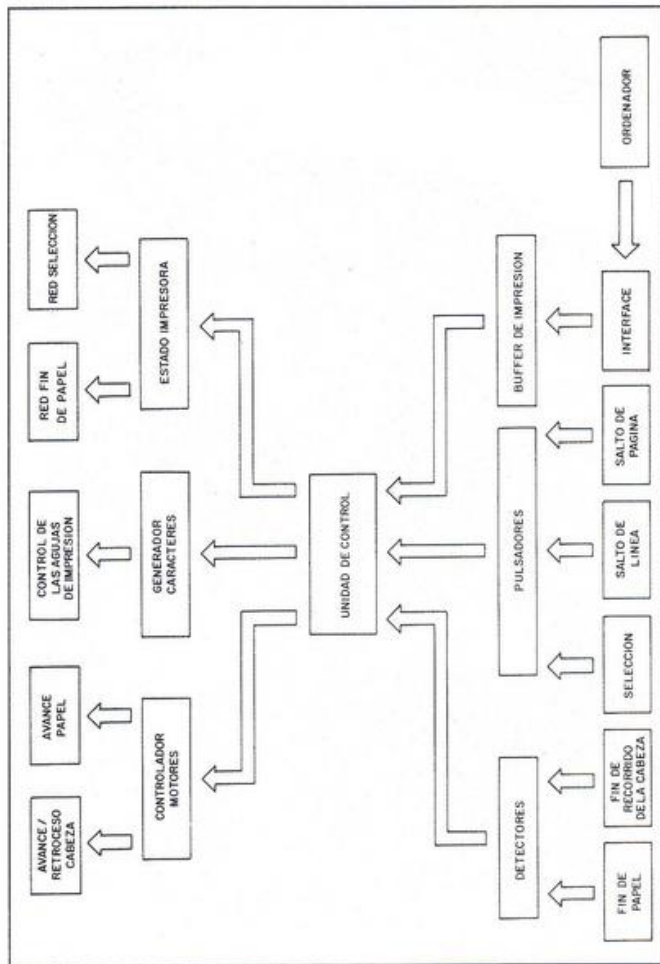 AVANCE /
RETROCESO
CABEZA
AVANCE
PAPEL
CONTROL DE
LAS AGUJAS
DE IMPRESION
RED FIN
DE PAPEL
RED SELECCION
CONTROLADOR
MOTORES
GENERADOR
CARACTERES
ESTADO IMPRESORA
UNIDAD DE CONTROL
DETECTORES
PULSADORES
BUFFER DE IMPRESION
FIN DE
PAPEL
FIN DE
RECORRIDO
DE LA CABEZA
SELECCION
SALTO DE
LINEA
SALTO DE
PAGINA
INTERFACE
ORDENADOR